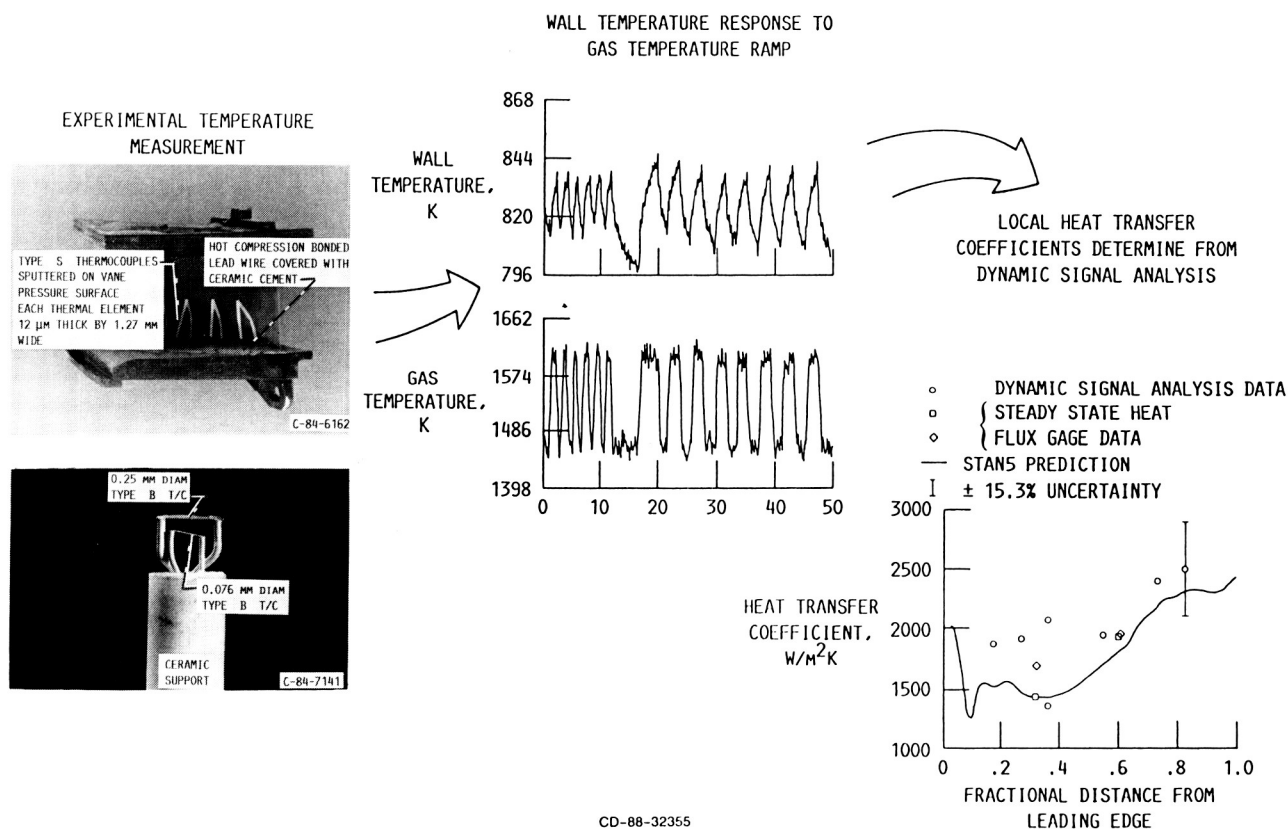 WALL TEMPERATURE RESPONSE TO
GAS TEMPERATURE RAMP
EXPERIMENTAL TEMPERATURE
MEASUREMENT
TYPE S THERMOCOUPLES
SPUTTERED ON VANE
PRESSURE SURFACE
EACH THERMAL ELEMENT
12 µM THICK BY 1.27 MM
WIDE
HOT COMPRESSION BONDED
LEAD WIRE COVERED WITH
CERAMIC CEMENT
C-84-6162
0.25 MM DIAM
TYPE B T/C
0.076 MM DIAM
TYPE B T/C
CERAMIC
SUPPORT
C-84-7141
WALL
TEMPERATURE,
K
868
844
820
796
GAS
TEMPERATURE,
K
1662
1574
1486
1398
0 10 20 30 40 50
LOCAL HEAT TRANSFER
COEFFICIENTS DETERMINE FROM
DYNAMIC SIGNAL ANALYSIS
DYNAMIC SIGNAL ANALYSIS DATA
STEADY STATE HEAT
FLUX GAGE DATA
STAN5 PREDICTION
± 15.3% UNCERTAINTY
HEAT TRANSFER
COEFFICIENT,
W/M²K
3000
2500
2000
1500
1000
0 .2 .4 .6 .8 1.0
FRACTIONAL DISTANCE FROM
LEADING EDGE
CD-88-32355